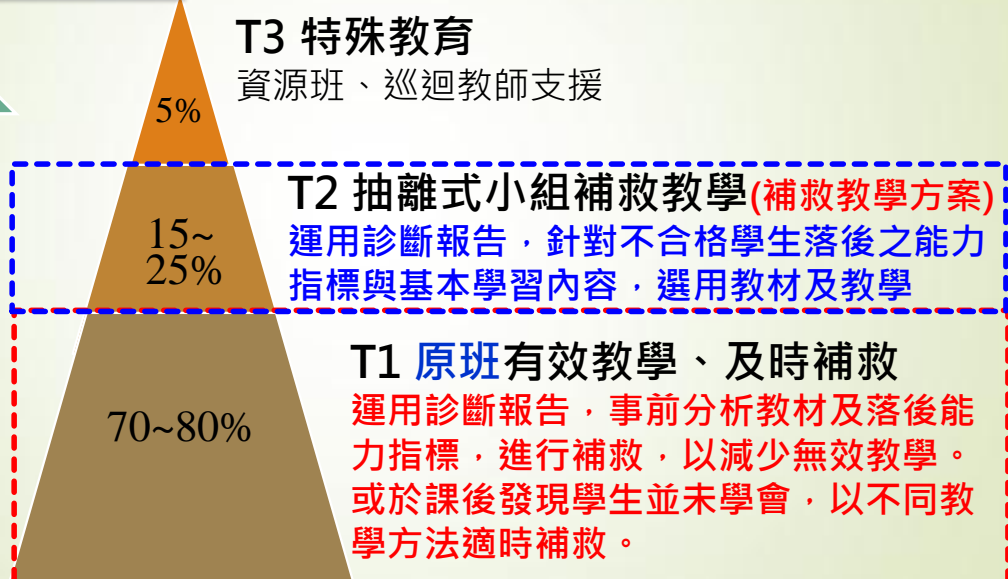 T3 特殊教育
資源班、巡迴教師支援
5%
T2 抽離式小組補救教學(補救教學方案)
運用診斷報告，針對不合格學生落後之能力
指標與基本學習內容，選用教材及教學
15~
25%
T1 原班有效教學、及時補救
運用診斷報告，事前分析教材及落後能
力指標，進行補救，以減少無效教學。
或於課後發現學生並未學會，以不同教
學方法適時補救。
70~80%